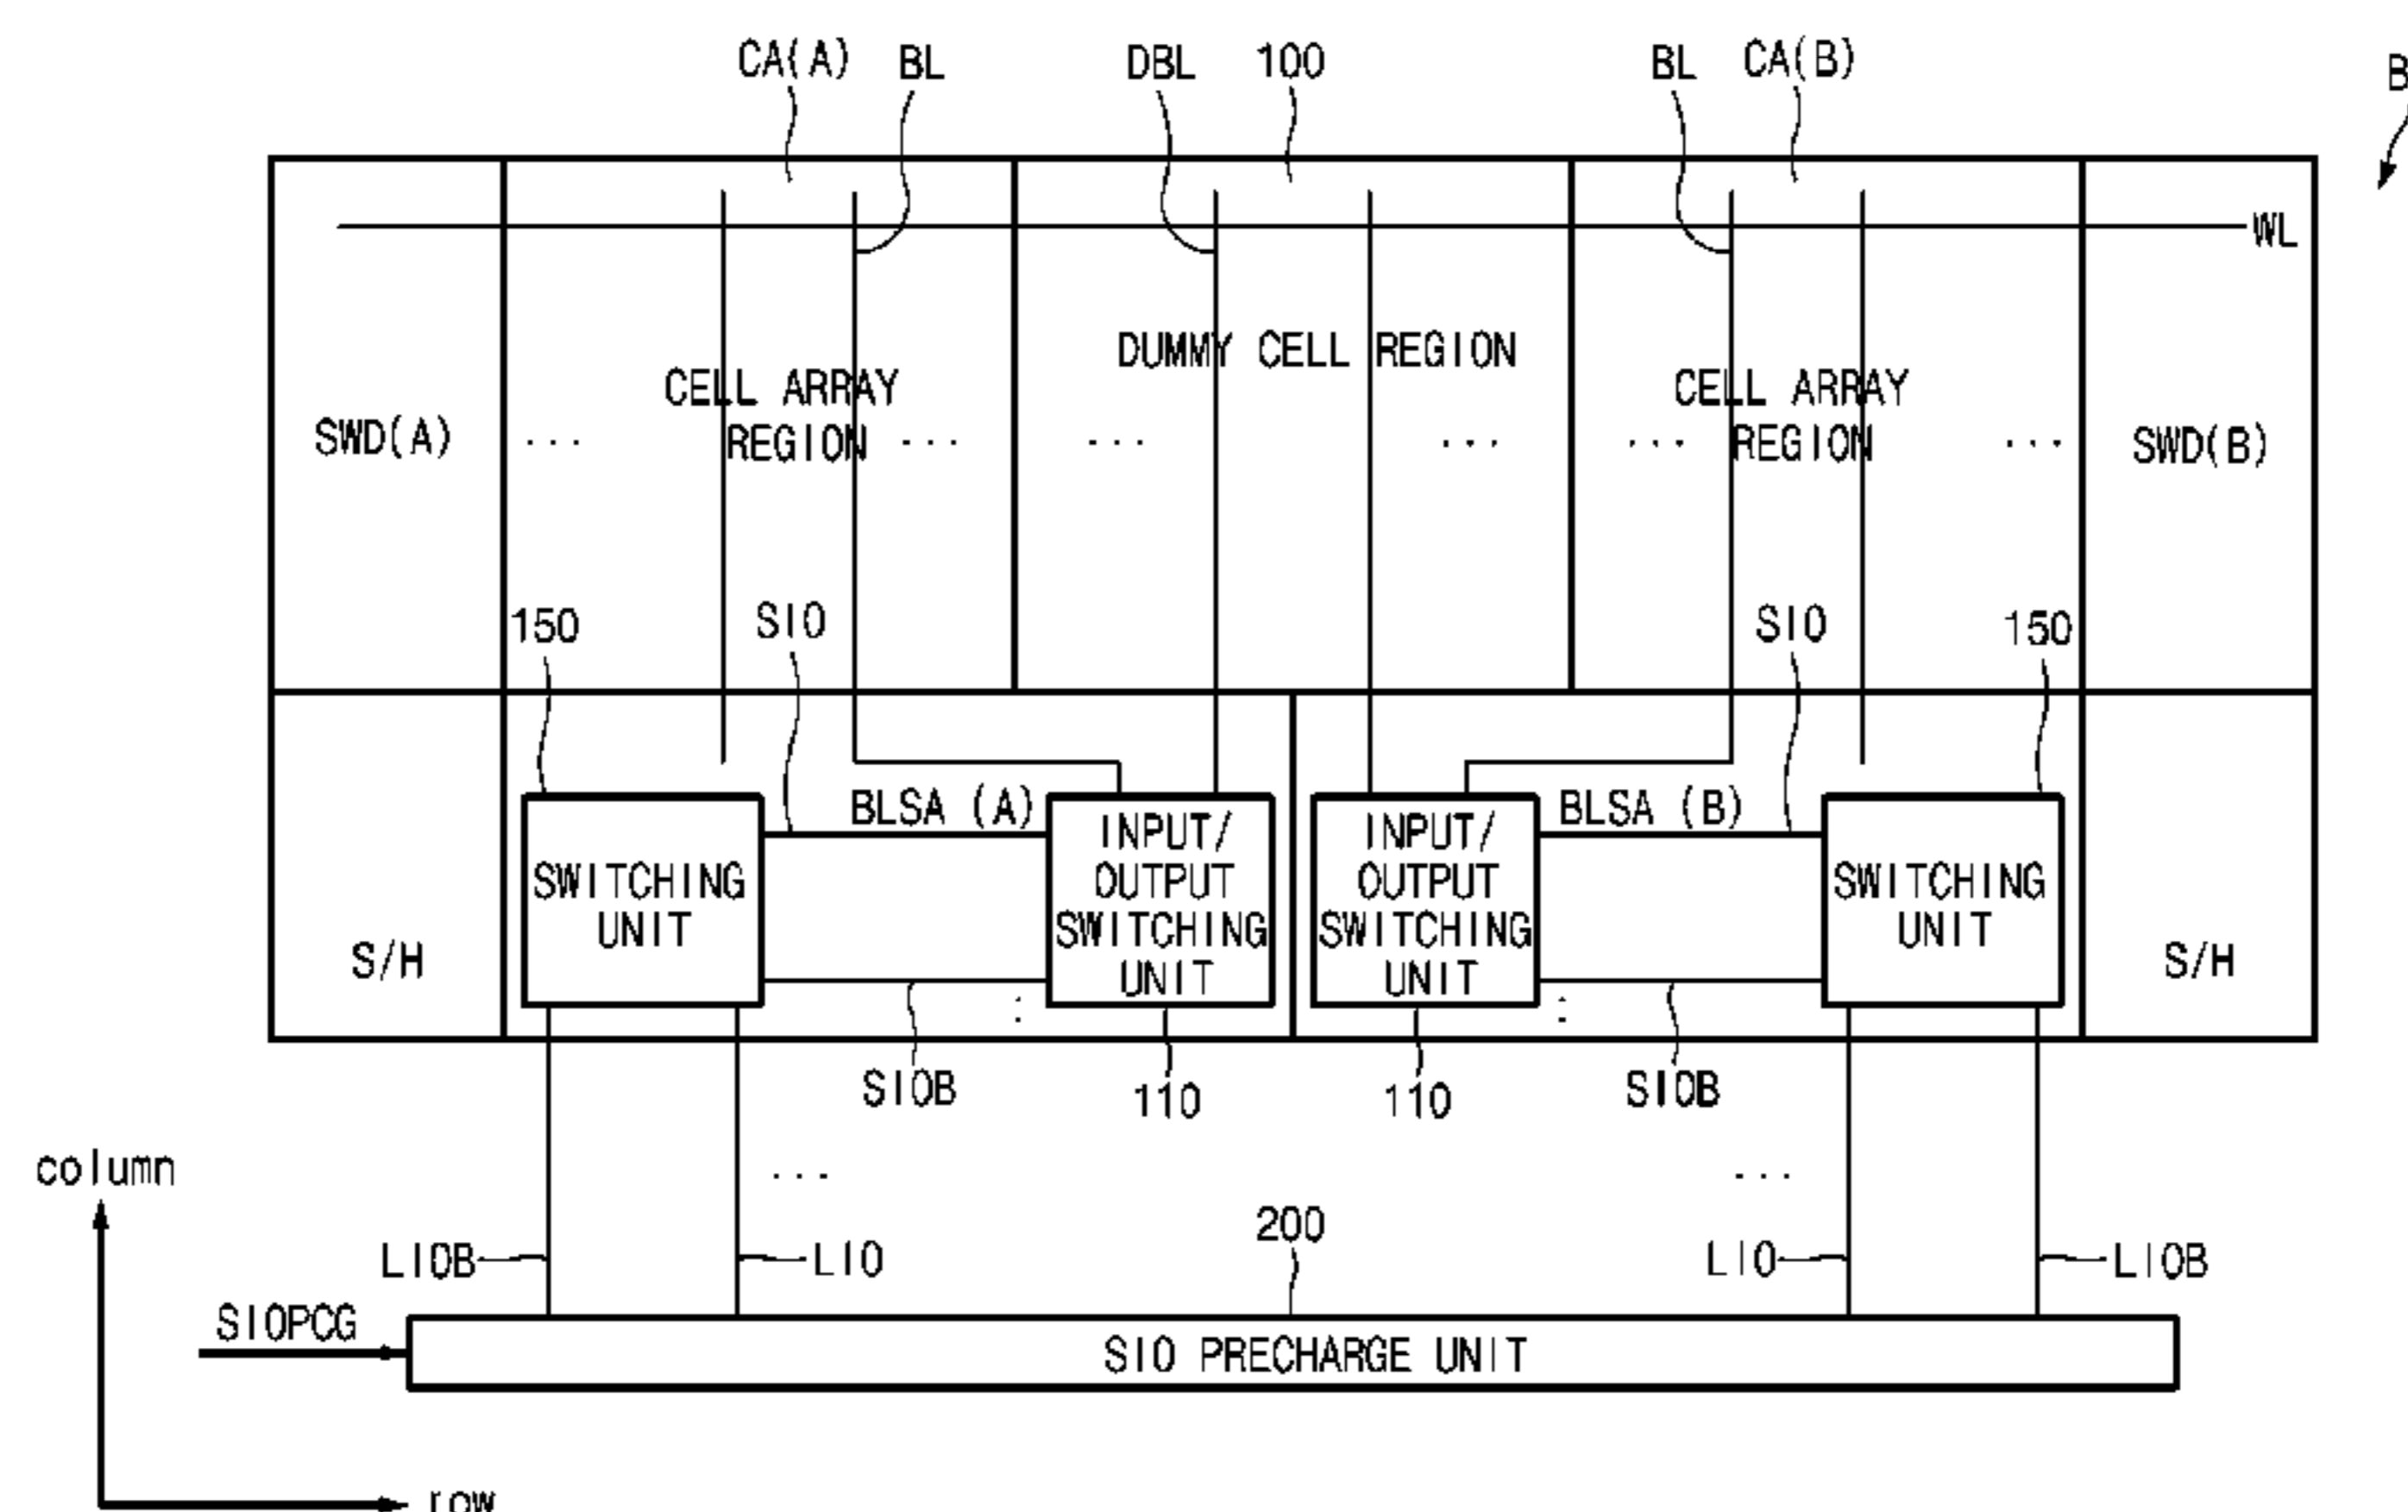 CA(A) BL DBL 100 BL CA(B) B
WL
DUMMY CELL REGION
CELL ARRAY
REGION
CELL ARRAY
REGION
SWD(A) ... ... ... ... ... ... SWD(B)
150 SIO SIO 150
BLSA (A) BLSA (B)
SWITCHING
UNIT
INPUT/
OUTPUT
SWITCHING
UNIT
INPUT/
OUTPUT
SWITCHING
UNIT
SWITCHING
UNIT
S/H S/H
SIOB 110 110 SIOB
column
... ...
200
LIOB LIO LIO LIOB
SIOPCG
SIO PRECHARGE UNIT
row